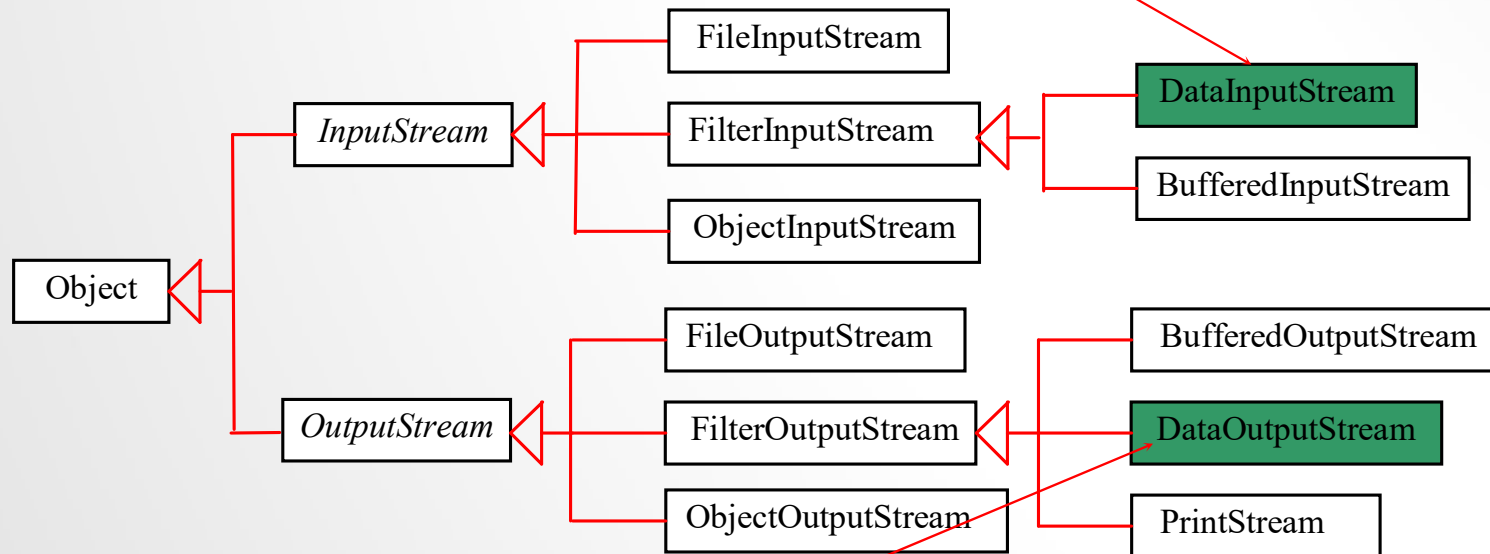 FileInputStream
DataInputStream
InputStream
FilterInputStream
BufferedInputStream
ObjectInputStream
Object
FileOutputStream
BufferedOutputStream
OutputStream
FilterOutputStream
DataOutputStream
ObjectOutputStream
PrintStream